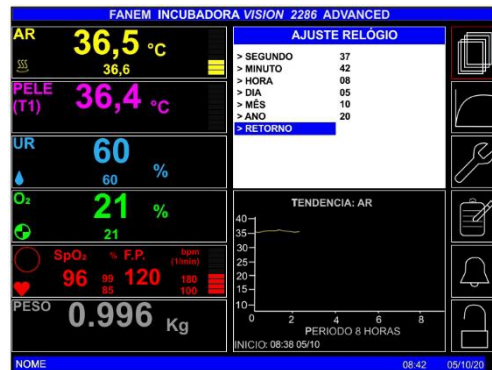 FANEM INCUBADORA VISION 2286 ADVANCED
AR 36,5 °C
36,6
PELE (T1) 36,4 °C
UR 60 %
60
O₂ 21 %
21
SpO₂ % F.P. bpm (1/min)
96 99 85 120 180 100
PESO 0.996 Kg
AJUSTE RELÓGIO
> SEGUNDO 37
> MINUTO 42
> HORA 08
> DIA 05
> MÊS 10
> ANO 20
> RETORNO
TENDENCIA: AR
40
35
30
25
20
15
10
0 2 4 6 8
PERIODO 8 HORAS
INICIO: 08:38 05/10
NOME 08:42 05/10/20